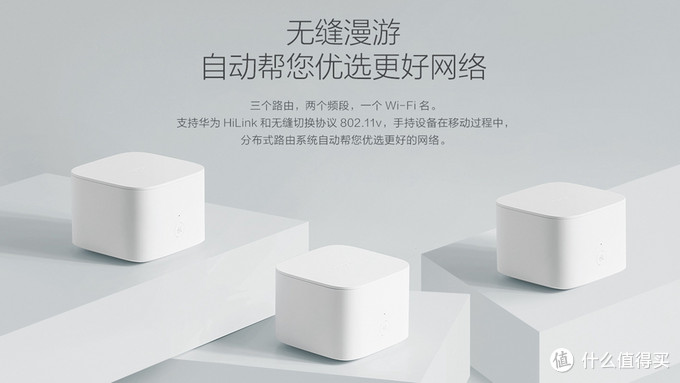 无缝漫游
自动帮您优选更好网络
三个路由，两个频段，一个 Wi-Fi 名。
支持华为 HiLink 和无缝切换协议 802.11v，手持设备在移动过程中，
分布式路由系统自动帮您优选更好的网络。
值 什么值得买